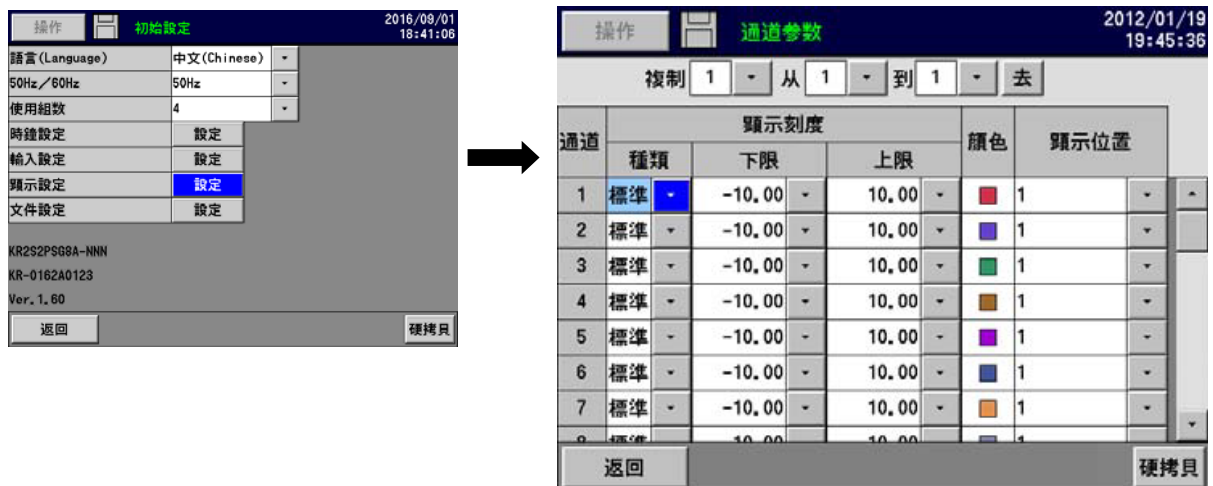 操作 初始設定 2016/09/01
18:41:06
語言(Language) 中文(Chinese)
50Hz／60Hz 50Hz
使用組数 4
時鐘設定 設定
輸入設定 設定
顯示設定 設定
文件設定 設定
KR2S2PSG8A-NNN
KR-0162A0123
Ver.1.60
返回 硬拷貝
操作 通道参数 2012/01/19
19:45:36
複制 1 从 1 到 1 去
通道 顯示刻度 顔色 顯示位置
種類 下限 上限
1 標準 -10.00 10.00 1
2 標準 -10.00 10.00 1
3 標準 -10.00 10.00 1
4 標準 -10.00 10.00 1
5 標準 -10.00 10.00 1
6 標準 -10.00 10.00 1
7 標準 -10.00 10.00 1
返回 硬拷貝